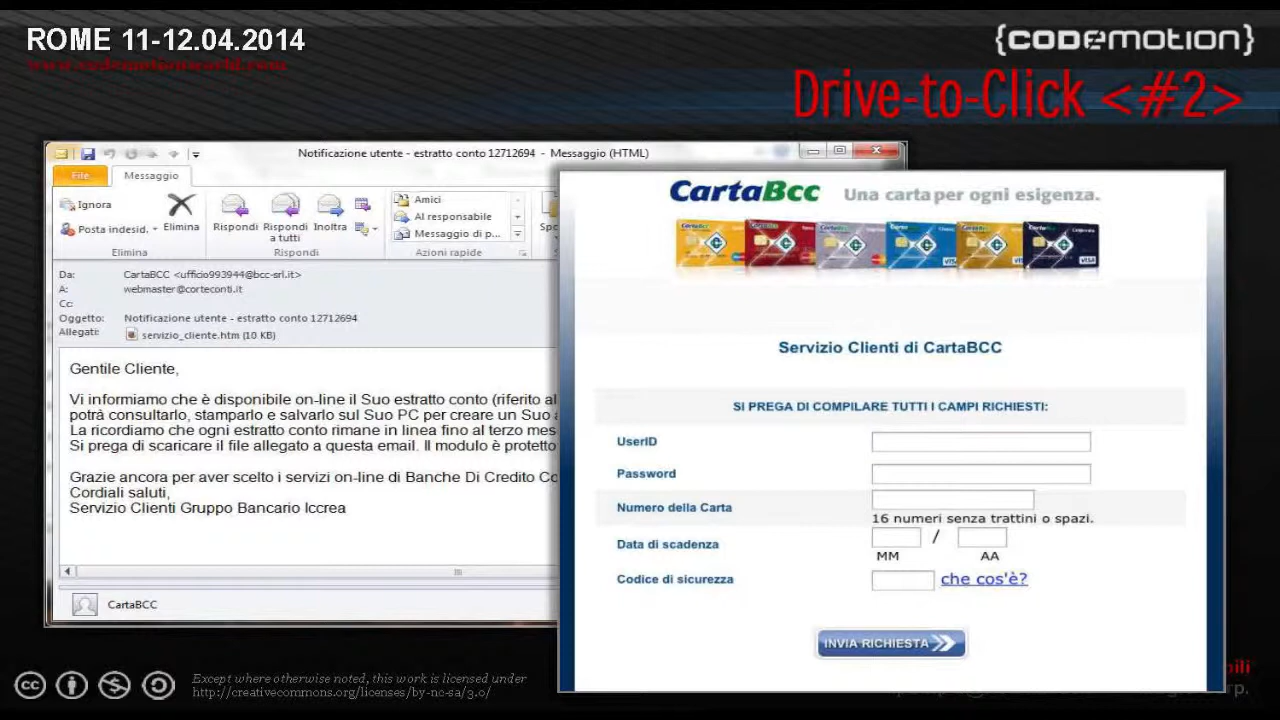 ROME 11-12.04.2014
{CODEMOTION}
www.codemotionworld.com
Drive-to-Click <#2>
Notificazione utente - estratto conto 12712694 - Messaggio (HTML)
File
Messaggio
Ignora
Posta indesid.
Elimina
Rispondi
Rispondi a tutti
Inoltra
Amici
Al responsabile
Messaggio di p...
Spo
Elimina
Rispondi
Azioni rapide
Da: CartaBCC <ufficio993944@bcc-srl.it>
A: webmaster@corteconti.it
Cc:
Oggetto: Notificazione utente - estratto conto 12712694
Allegati: servizio_cliente.htm (10 KB)
Gentile Cliente,
Vi informiamo che è disponibile on-line il Suo estratto conto (riferito al
potrà consultarlo, stamparlo e salvarlo sul Suo PC per creare un Suo a
La ricordiamo che ogni estratto conto rimane in linea fino al terzo mes
Si prega di scaricare il file allegato a questa email. Il modulo è protetto
Grazie ancora per aver scelto i servizi on-line di Banche Di Credito Co
Cordiali saluti,
Servizio Clienti Gruppo Bancario Iccrea
CartaBCC
CartaBcc Una carta per ogni esigenza.
Servizio Clienti di CartaBCC
SI PREGA DI COMPILARE TUTTI I CAMPI RICHIESTI:
UserID
Password
Numero della Carta
16 numeri senza trattini o spazi.
Data di scadenza /
MM AA
Codice di sicurezza che cos'è?
INVIA RICHIESTA
Except where otherwise noted, this work is licensed under
http://creativecommons.org/licenses/by-nc-sa/3.0/